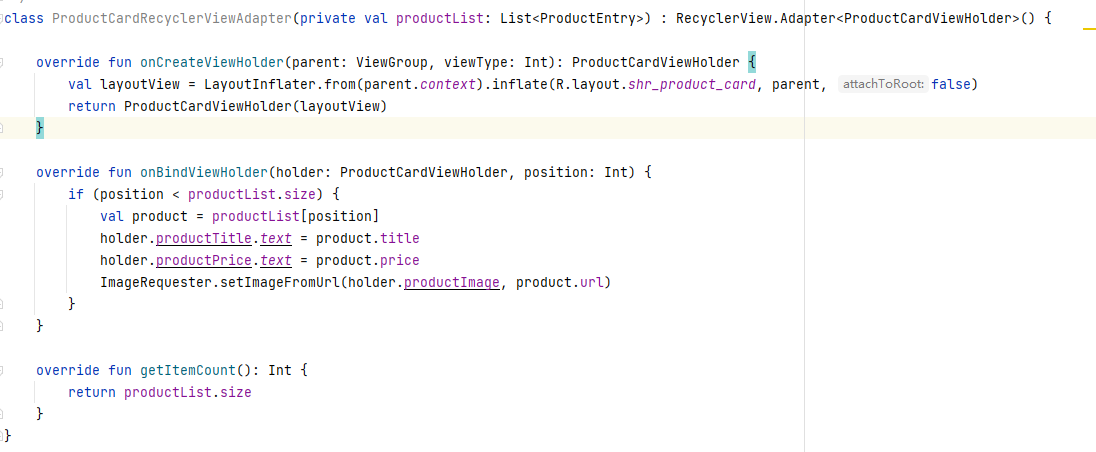 class ProductCardRecyclerViewAdapter(private val productList: List<ProductEntry>) : RecyclerView.Adapter<ProductCardViewHolder>() {
override fun onCreateViewHolder(parent: ViewGroup, viewType: Int): ProductCardViewHolder {
val layoutView = LayoutInflater.from(parent.context).inflate(R.layout.shr_product_card, parent, attachToRoot: false)
return ProductCardViewHolder(layoutView)
}
override fun onBindViewHolder(holder: ProductCardViewHolder, position: Int) {
if (position < productList.size) {
val product = productList[position]
holder.productTitle.text = product.title
holder.productPrice.text = product.price
ImageRequester.setImageFromUrl(holder.productImage, product.url)
}
}
override fun getItemCount(): Int {
return productList.size
}
}